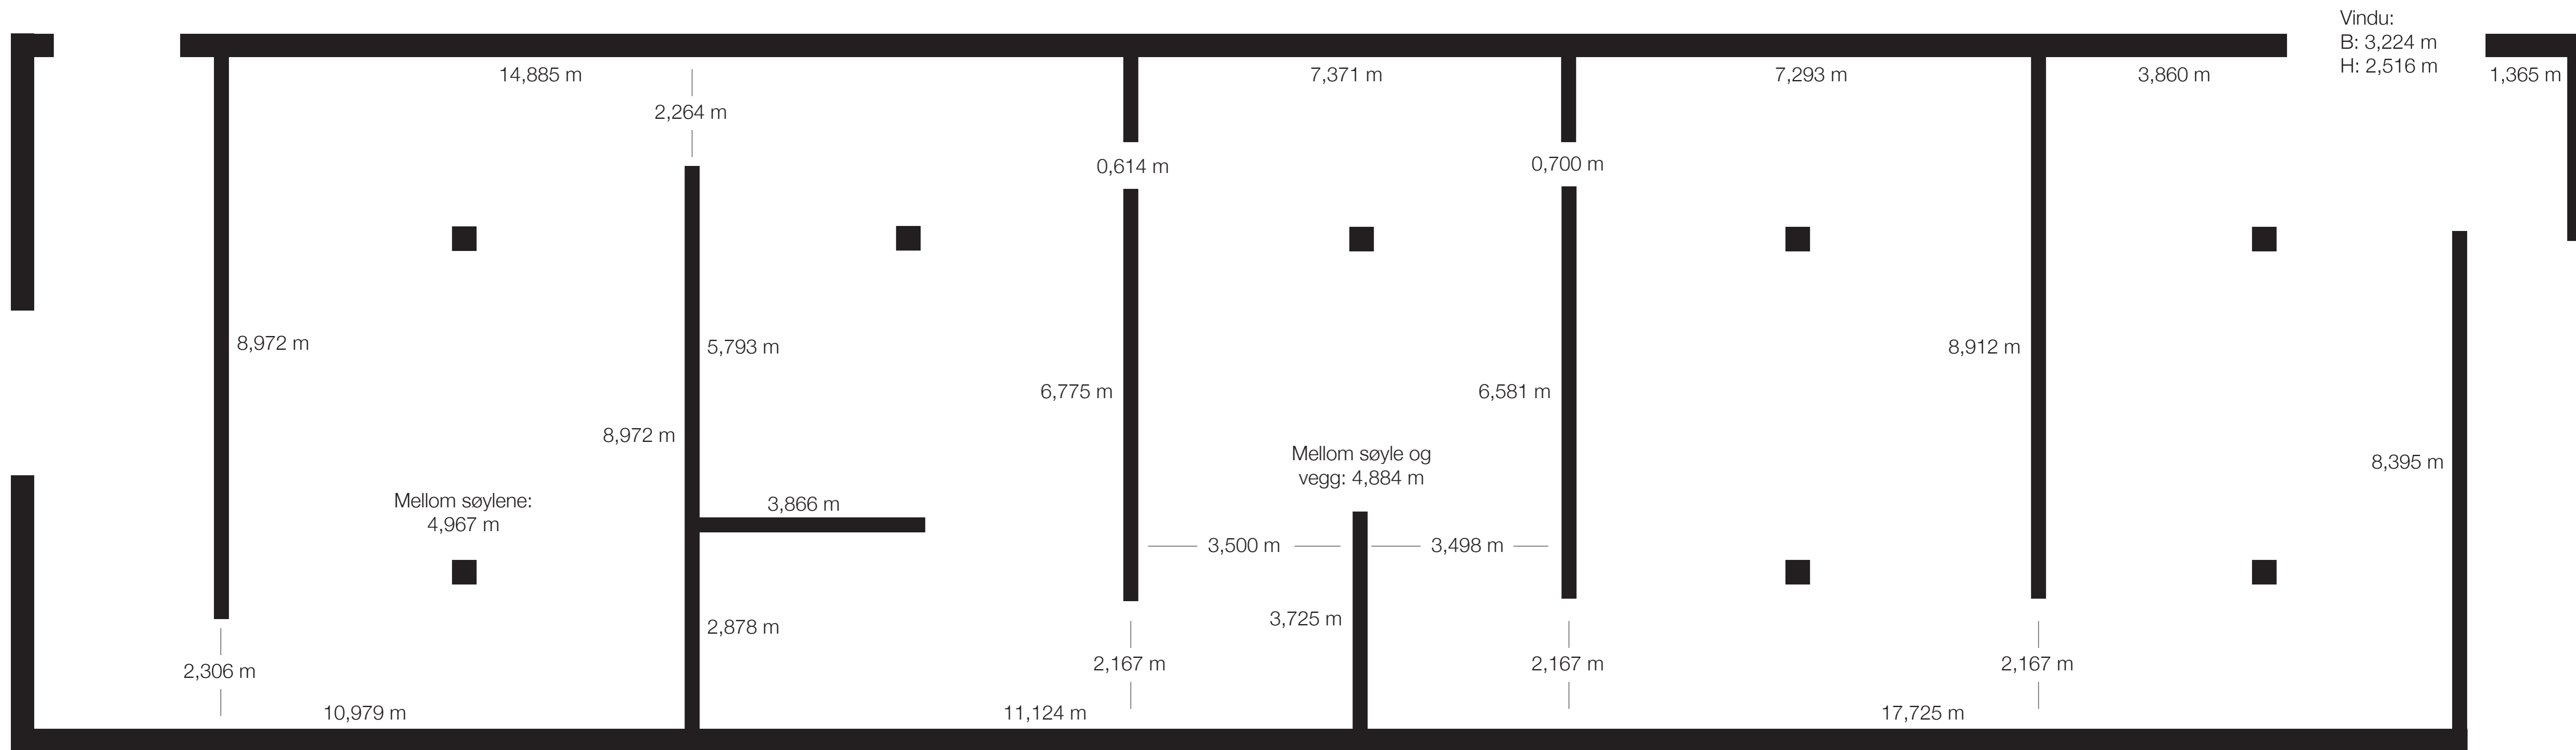 Vindu:
B: 3,224 m
H: 2,516 m
14,885 m
7,371 m
7,293 m
3,860 m
1,365 m
2,264 m
0,614 m
0,700 m
8,972 m
5,793 m
8,912 m
6,775 m
6,581 m
8,972 m
Mellom søyle og
vegg: 4,884 m
8,395 m
Mellom søylene:
4,967 m
3,866 m
3,500 m
3,498 m
3,725 m
2,878 m
2,306 m
2,167 m
2,167 m
2,167 m
10,979 m
11,124 m
17,725 m